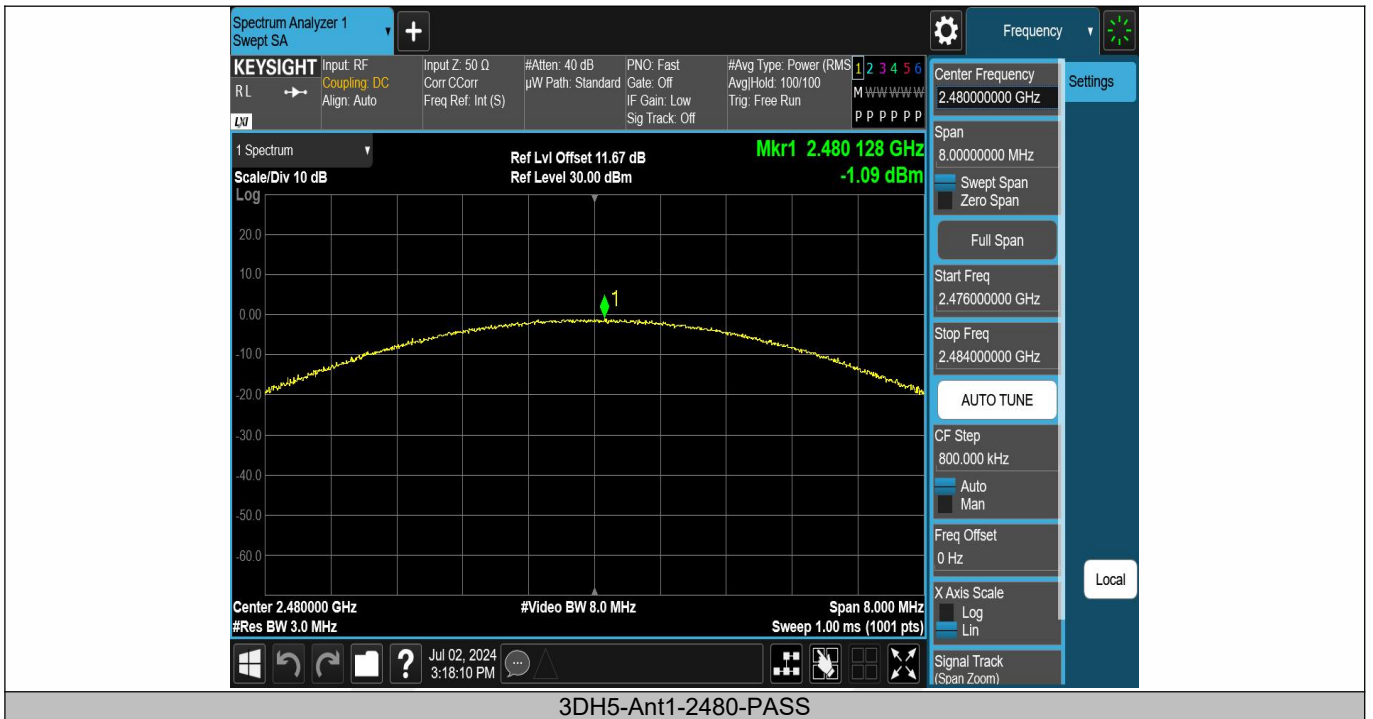 Spectrum Analyzer 1
Swept SA
+
Frequency
KEYSIGHT
RL
LXI
Input: RF
Coupling: DC
Align: Auto
Input Z: 50 Ω
Corr CCorr
Freq Ref: Int (S)
#Atten: 40 dB
µW Path: Standard
PNO: Fast
Gate: Off
IF Gain: Low
Sig Track: Off
#Avg Type: Power (RMS
Avg|Hold: 100/100
Trig: Free Run
1 2 3 4 5 6
M W W W W W
P P P P P P
1 Spectrum
Scale/Div 10 dB
Log
Ref Lvl Offset 11.67 dB
Ref Level 30.00 dBm
Mkr1 2.480 128 GHz
-1.09 dBm
20.0
10.0
0.00
-10.0
-20.0
-30.0
-40.0
-50.0
-60.0
1
Center 2.480000 GHz
#Res BW 3.0 MHz
#Video BW 8.0 MHz
Span 8.000 MHz
Sweep 1.00 ms (1001 pts)
Center Frequency
2.480000000 GHz
Settings
Span
8.00000000 MHz
Swept Span
Zero Span
Full Span
Start Freq
2.476000000 GHz
Stop Freq
2.484000000 GHz
AUTO TUNE
CF Step
800.000 kHz
Auto
Man
Freq Offset
0 Hz
X Axis Scale
Log
Lin
Local
Signal Track
(Span Zoom)
?
Jul 02, 2024
3:18:10 PM
3DH5-Ant1-2480-PASS